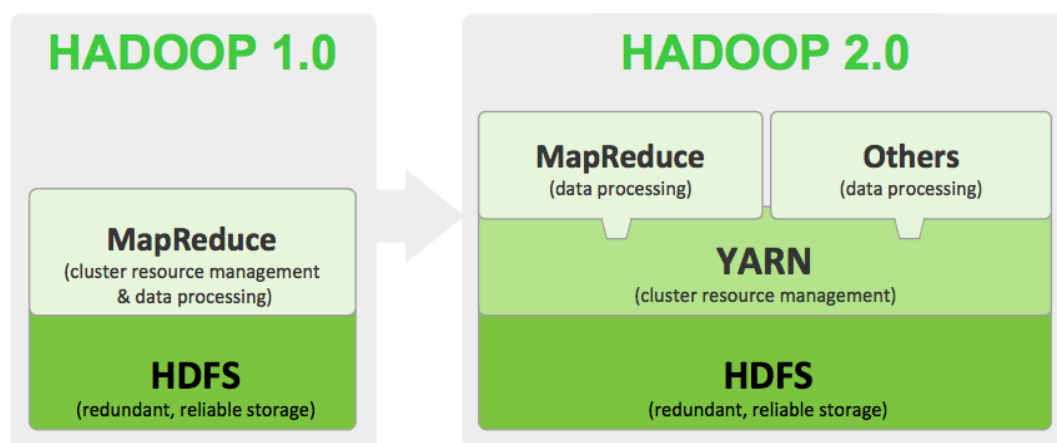 HADOOP 1.0
MapReduce
(cluster resource management
& data processing)
HDFS
(redundant, reliable storage)
HADOOP 2.0
MapReduce
(data processing)
Others
(data processing)
YARN
(cluster resource management)
HDFS
(redundant, reliable storage)